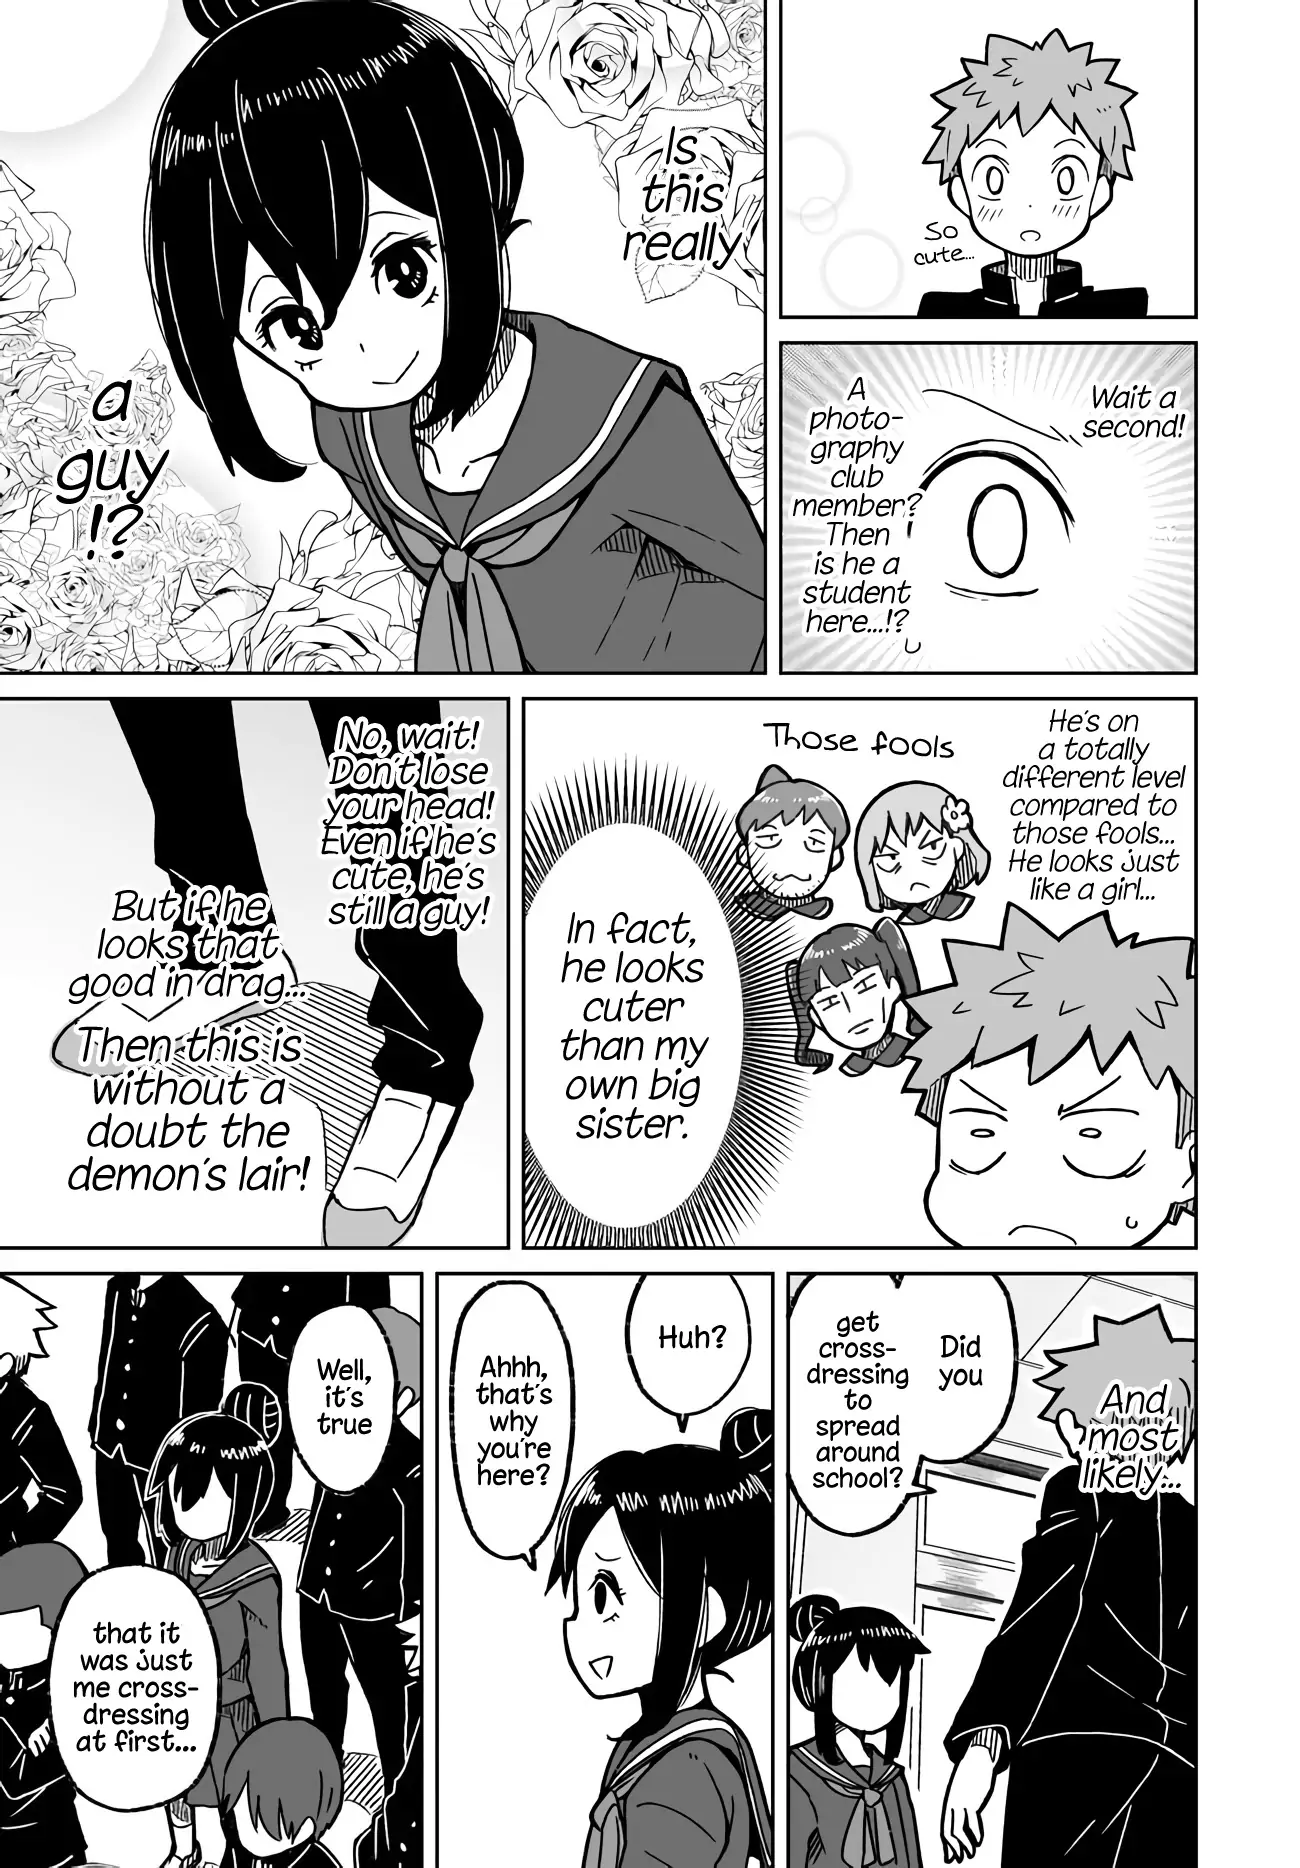 So
cute...
Wait a
second!
A
photo-
graphy
club
member?
Then
is he a
student
here...!?
Is
this
really
a
guy
!?
He's on
a totally
different level
compared to
those fools...
He looks just
like a girl...
Those fools
In fact,
he looks
cuter
than my
own big
sister.
No, wait!
Don't lose
your head!
Even if he's
cute, he's
still a guy!
But if he
looks that
good in drag...
Then this is
without a
doubt the
demon's lair!
And
most
likely...
Did
you
get
cross-
dressing
to
spread
around
school?
Huh?
Ahhh,
that's
why
you're
here?
Well,
it's
true
that it
was just
me cross-
dressing
at first...